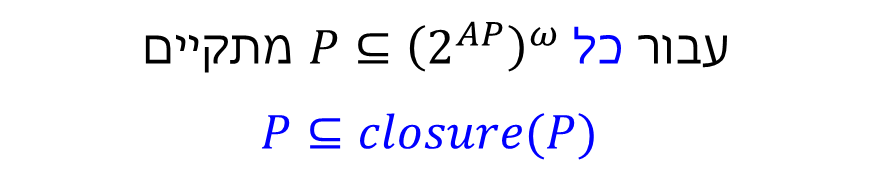 עבור כל P ⊆ (2^{AP})^ω מתקיים
P ⊆ closure(P)